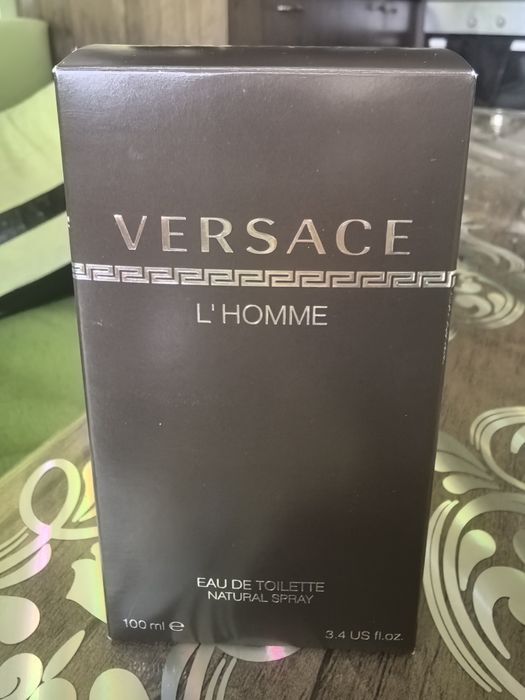 VERSACE
L'HOMME
EAU DE TOILETTE
NATURAL SPRAY
100 ml ℮
3.4 US fl.oz.